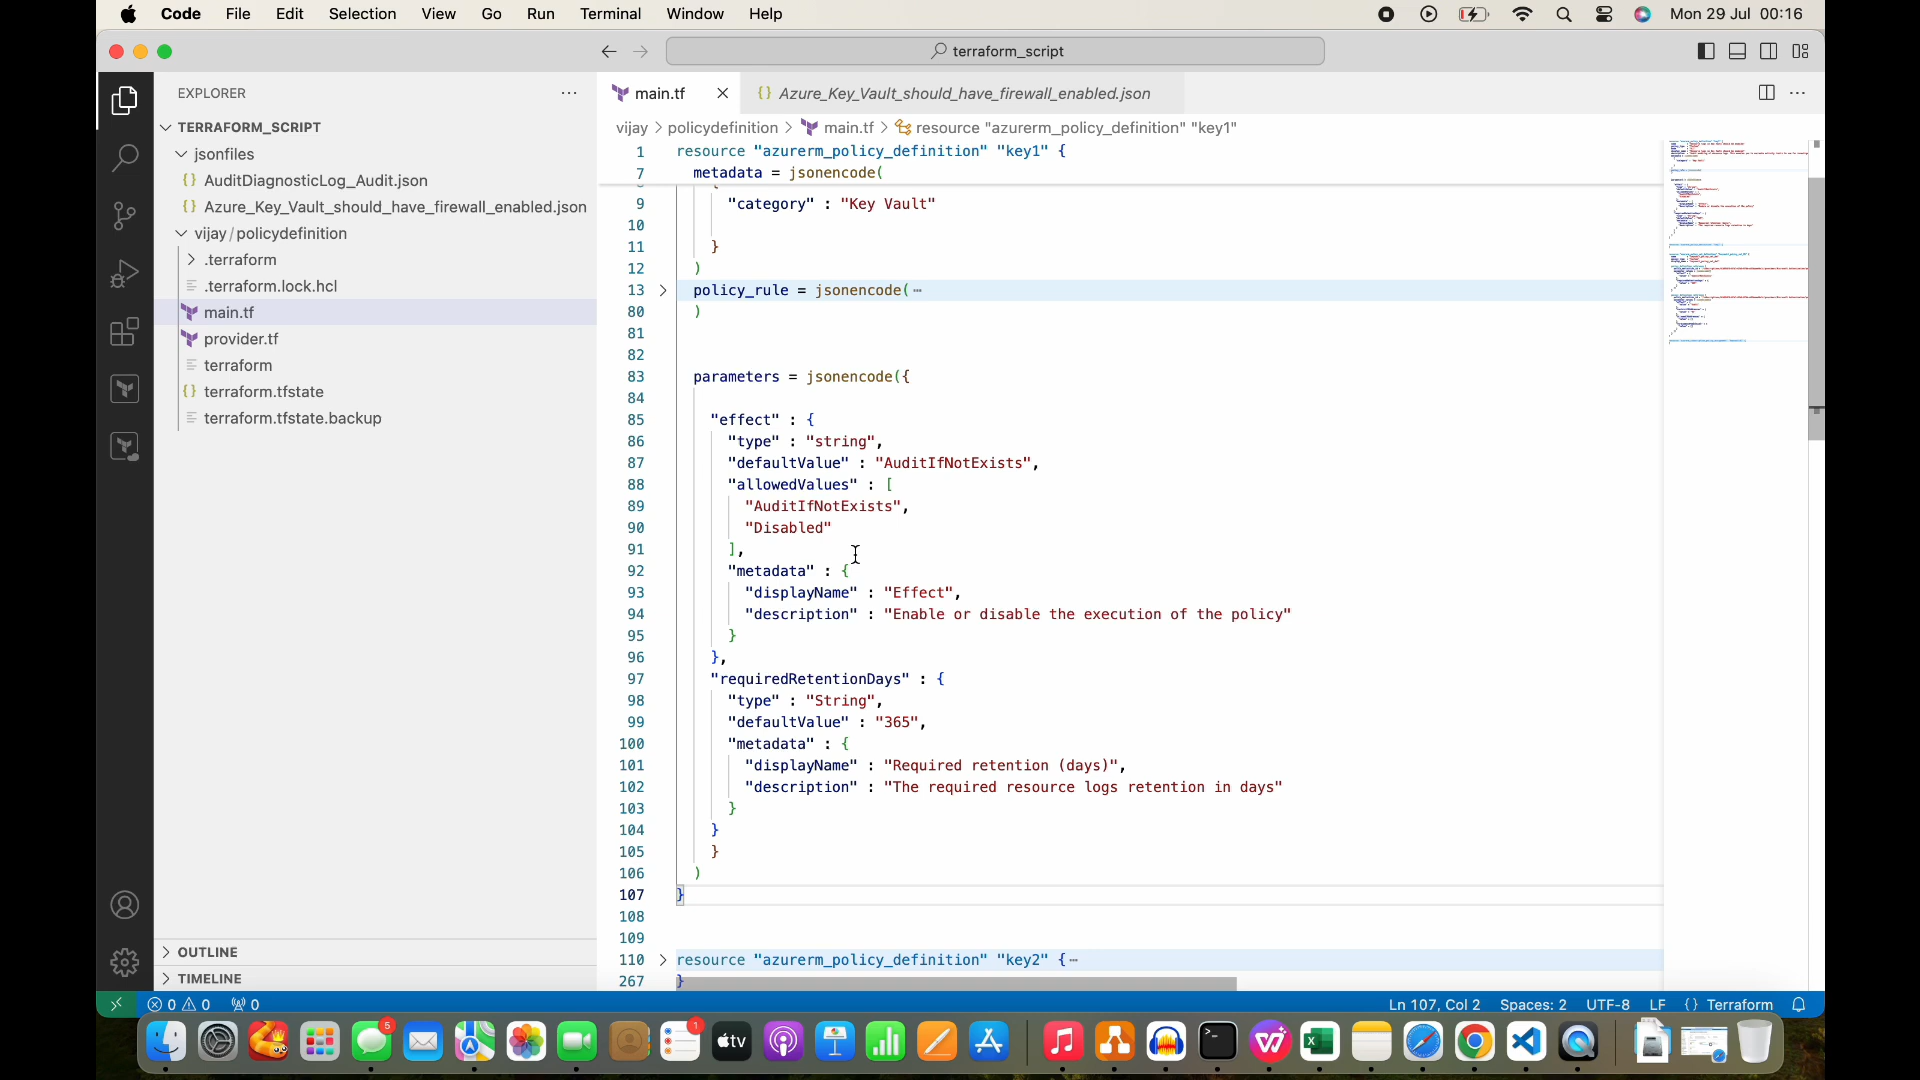 Code File Edit Selection View Go Run Terminal Window Help Mon 29 Jul 00:16
terraform_script
EXPLORER
TERRAFORM_SCRIPT
jsonfiles
{} AuditDiagnosticLog_Audit.json
{} Azure_Key_Vault_should_have_firewall_enabled.json
vijay/policydefinition
.terraform
.terraform.lock.hcl
main.tf
provider.tf
terraform
{} terraform.tfstate
terraform.tfstate.backup
OUTLINE
TIMELINE
main.tf {} Azure_Key_Vault_should_have_firewall_enabled.json
vijay > policydefinition > main.tf > resource "azurerm_policy_definition" "key1"
1 resource "azurerm_policy_definition" "key1" {
7 metadata = jsonencode(
9 "category" : "Key Vault"
10
11 }
12 )
13 policy_rule = jsonencode( ⋯
80 )
81
82
83 parameters = jsonencode({
84
85 "effect" : {
86 "type" : "string",
87 "defaultValue" : "AuditIfNotExists",
88 "allowedValues" : [
89 "AuditIfNotExists",
90 "Disabled"
91 ],
92 "metadata" : {
93 "displayName" : "Effect",
94 "description" : "Enable or disable the execution of the policy"
95 }
96 },
97 "requiredRetentionDays" : {
98 "type" : "String",
99 "defaultValue" : "365",
100 "metadata" : {
101 "displayName" : "Required retention (days)",
102 "description" : "The required resource logs retention in days"
103 }
104 }
105 }
106 )
107 }
108
109
110 resource "azurerm_policy_definition" "key2" { ⋯
267 }
0 0 0 Ln 107, Col 2 Spaces: 2 UTF-8 LF {} Terraform
5 1 tv